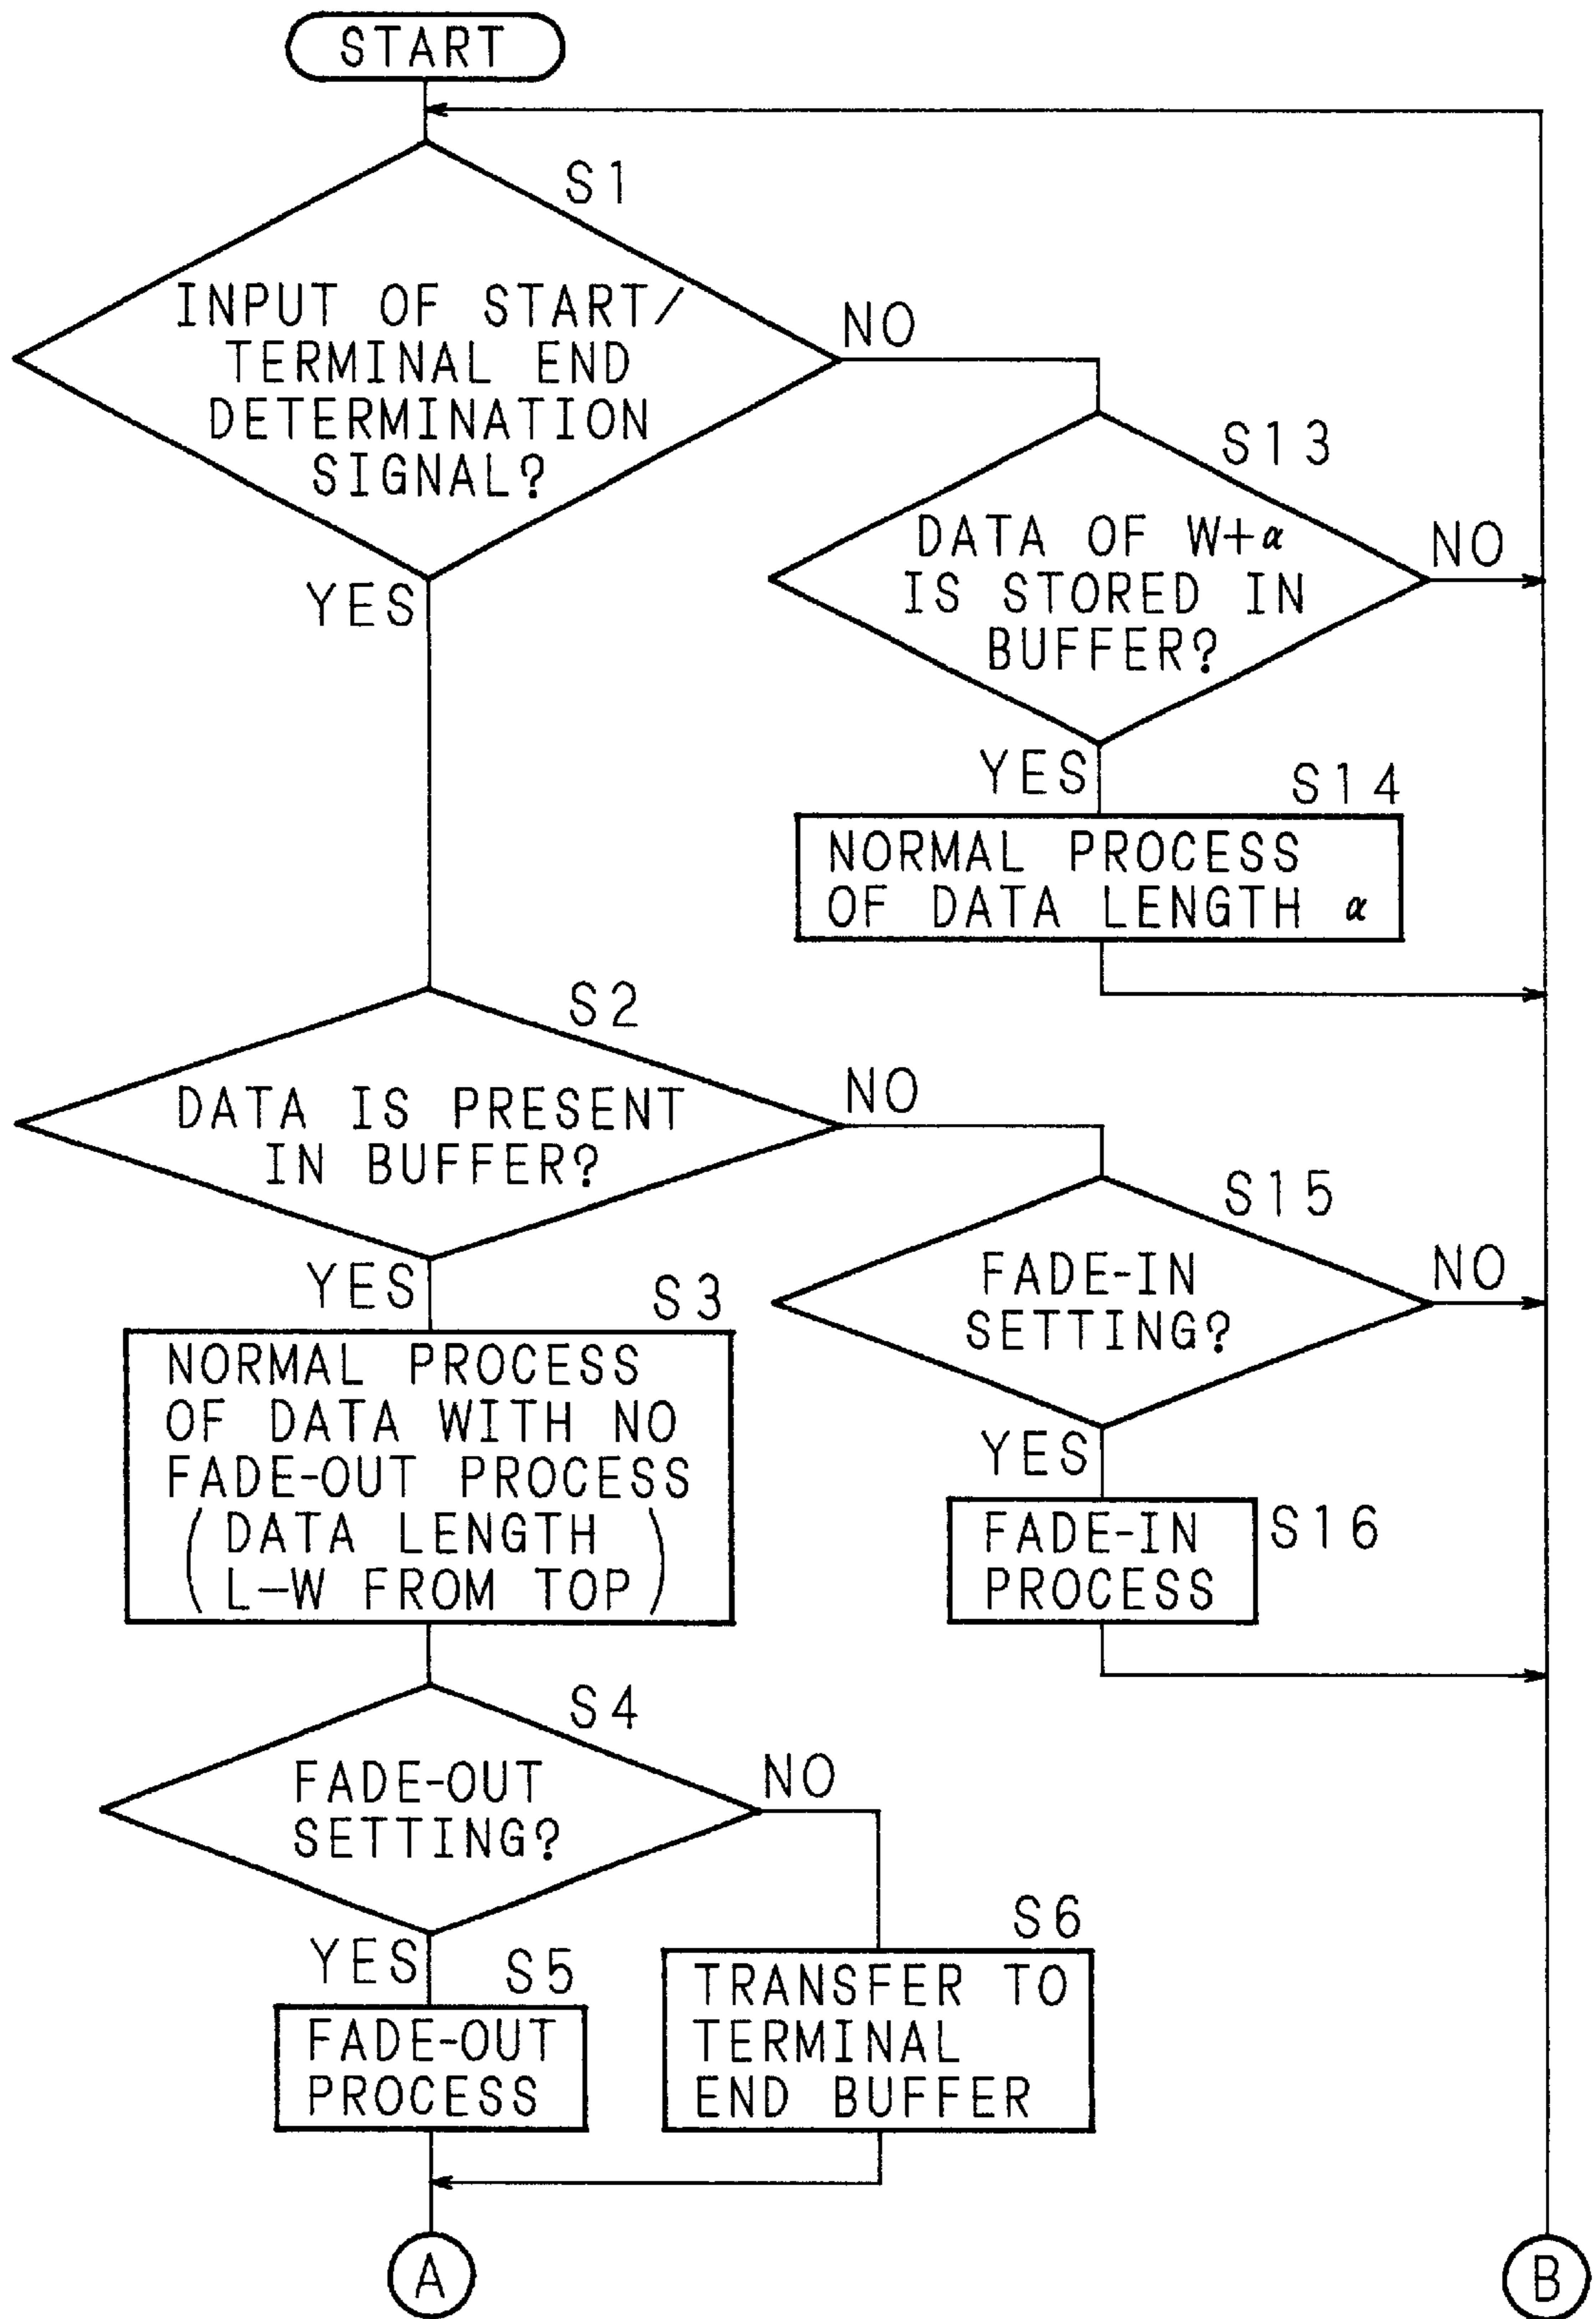 START
S1
INPUT OF START/
TERMINAL END
DETERMINATION
SIGNAL?
NO
YES
S13
DATA OF W+α
IS STORED IN
BUFFER?
NO
YES
S14
NORMAL PROCESS
OF DATA LENGTH α
S2
DATA IS PRESENT
IN BUFFER?
NO
YES
S15
FADE-IN
SETTING?
NO
YES
S16
FADE-IN
PROCESS
S3
NORMAL PROCESS
OF DATA WITH NO
FADE-OUT PROCESS
( DATA LENGTH
L-W FROM TOP )
S4
FADE-OUT
SETTING?
NO
YES
S5
FADE-OUT
PROCESS
S6
TRANSFER TO
TERMINAL
END BUFFER
A
B